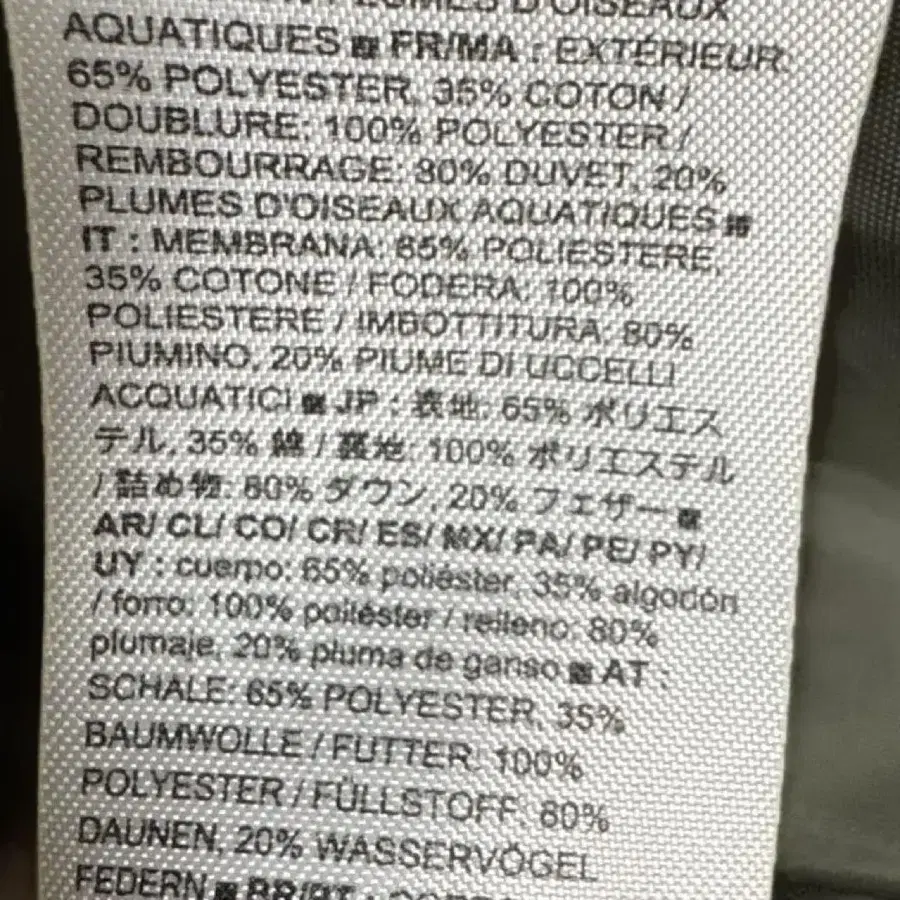 PLUMES D'OISEAUX
AQUATIQUES FR/MA : EXTÉRIEUR:
65% POLYESTER, 35% COTON /
DOUBLURE: 100% POLYESTER /
REMBOURRAGE: 80% DUVET, 20%
PLUMES D'OISEAUX AQUATIQUES
IT : MEMBRANA: 65% POLIESTERE,
35% COTONE / FODERA: 100%
POLIESTERE / IMBOTTITURA: 80%
PIUMINO, 20% PIUME DI UCCELLI
ACQUATICI JP : 表地: 65% ポリエス
テル, 35% 綿 / 裏地: 100% ポリエステル
/ 詰め物: 80% ダウン, 20% フェザー
AR/ CL/ CO/ CR/ ES/ MX/ PA/ PE/ PY/
UY : cuerpo: 65% poliéster, 35% algodón
/ forro: 100% poliéster / relleno: 80%
plumaje, 20% pluma de ganso AT :
SCHALE: 65% POLYESTER, 35%
BAUMWOLLE / FUTTER: 100%
POLYESTER / FÜLLSTOFF: 80%
DAUNEN, 20% WASSERVÖGEL
FEDERN BR/PT :